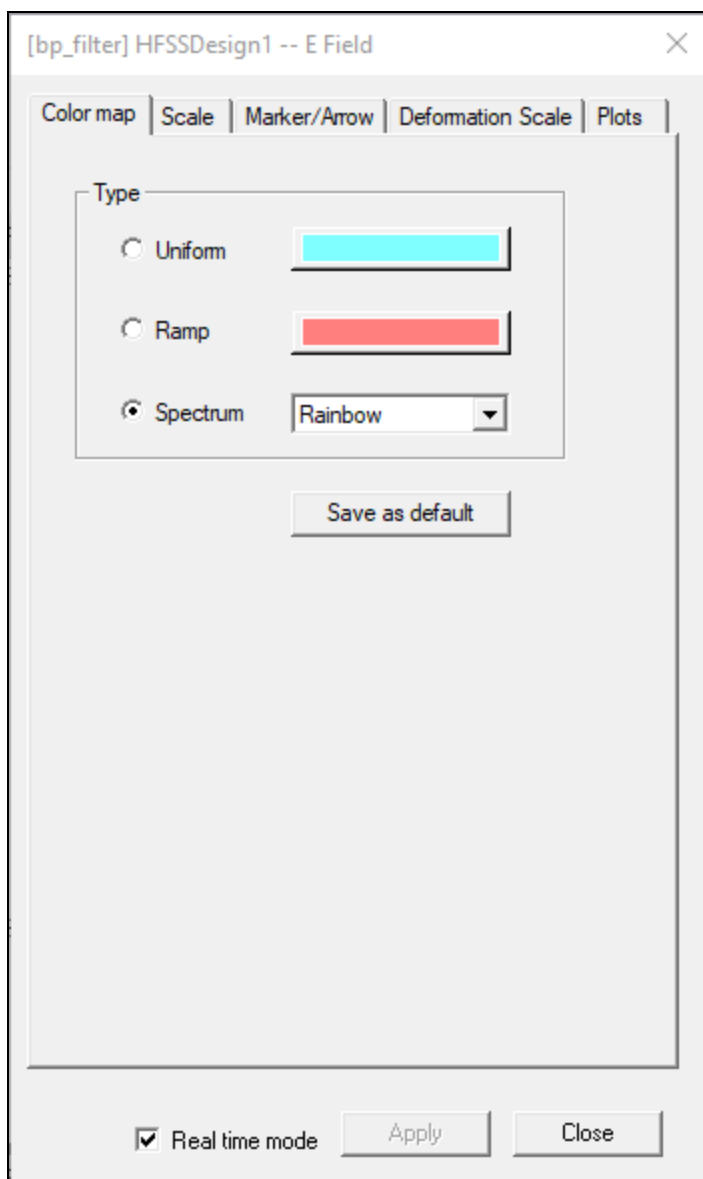 [bp_filter] HFSSDesign1 -- E Field
Color map Scale Marker/Arrow Deformation Scale Plots
Type
Uniform
Ramp
Spectrum Rainbow
Save as default
Real time mode Apply Close